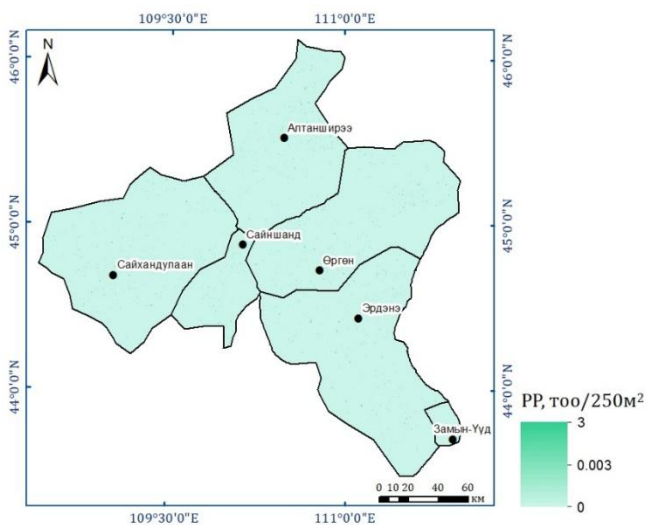 109°30'0"E 111°0'0"E
46°0'0"N 46°0'0"N
N
Алтанширээ
45°0'0"N 45°0'0"N
Сайншанд
Сайхандулаан
Өргөн
Эрдэнэ
44°0'0"N 44°0'0"N
PP, тоо/250м²
3
0.003
0
Замын-Үүд
0 10 20 40 60
км
109°30'0"E 111°0'0"E